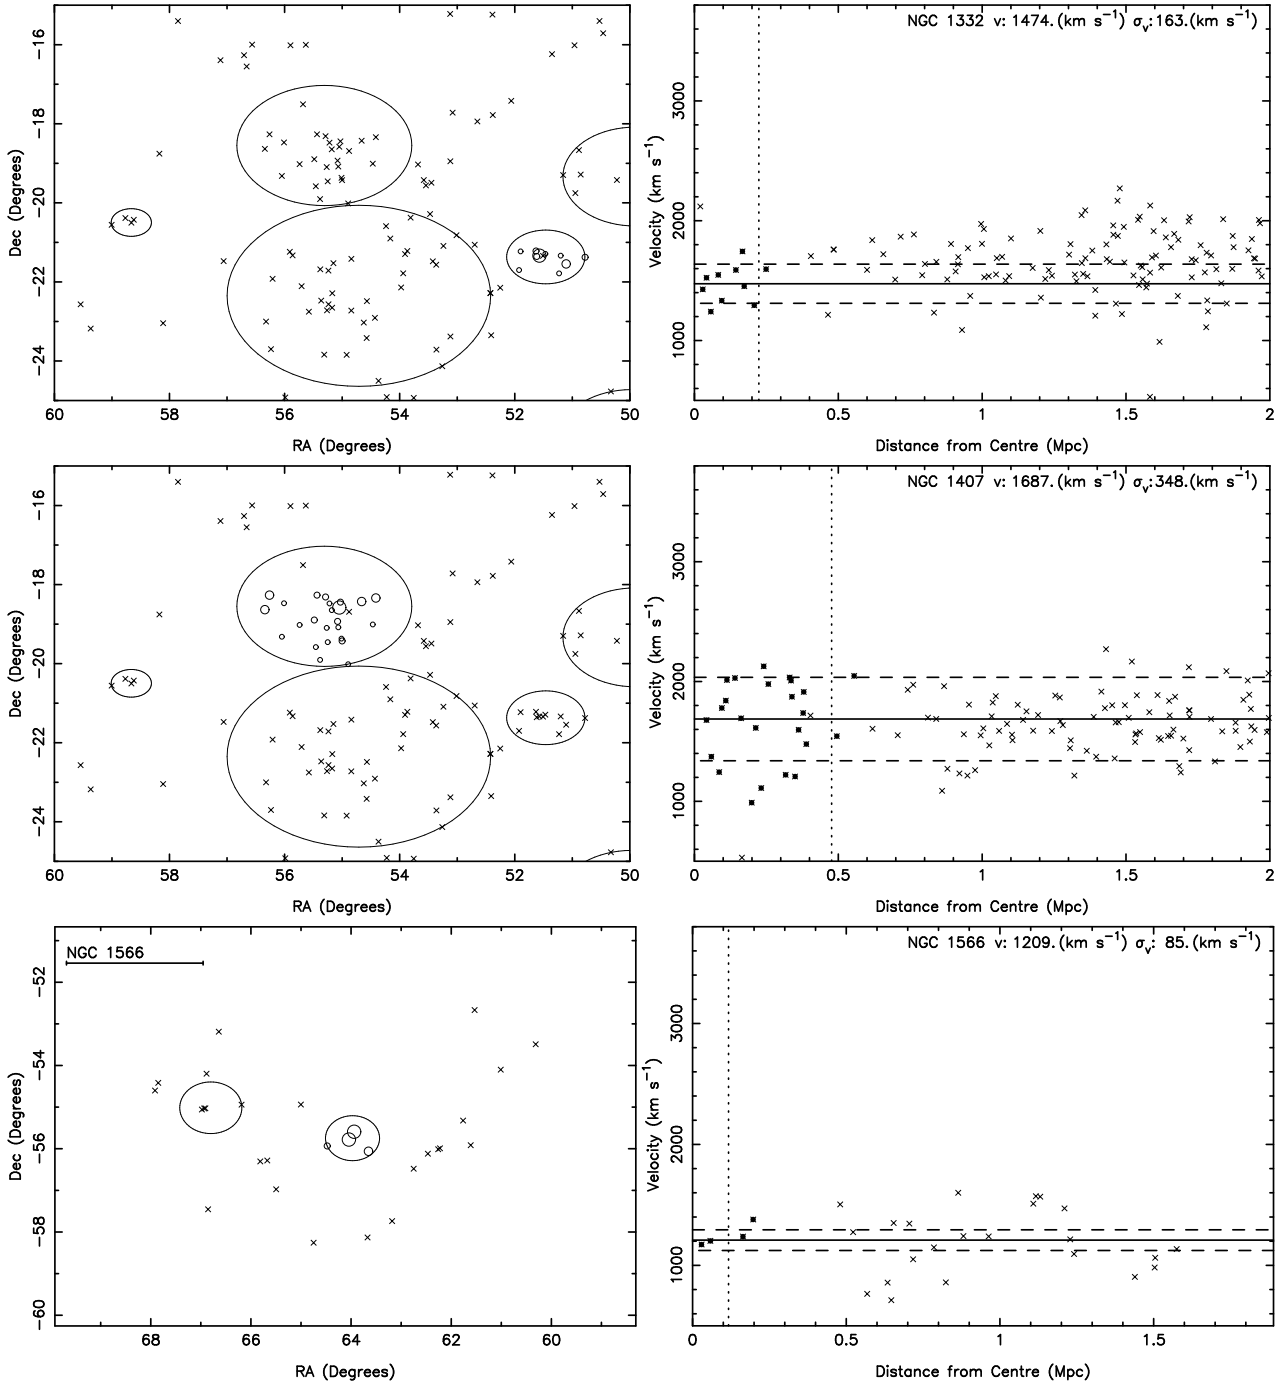 NGC 1332 v: 1474.(km s⁻¹) σᵥ:163.(km s⁻¹)
Dec (Degrees)
−16
−18
−20
−22
−24
60 58 56 54 52 50
RA (Degrees)
Velocity (km s⁻¹)
3000
2000
1000
0 0.5 1 1.5 2
Distance from Centre (Mpc)
NGC 1407 v: 1687.(km s⁻¹) σᵥ:348.(km s⁻¹)
Dec (Degrees)
−16
−18
−20
−22
−24
60 58 56 54 52 50
RA (Degrees)
Velocity (km s⁻¹)
3000
2000
1000
0 0.5 1 1.5 2
Distance from Centre (Mpc)
NGC 1566
NGC 1566 v: 1209.(km s⁻¹) σᵥ: 85.(km s⁻¹)
Dec (Degrees)
−52
−54
−56
−58
−60
68 66 64 62 60
RA (Degrees)
Velocity (km s⁻¹)
3000
2000
1000
0 0.5 1 1.5
Distance from Centre (Mpc)